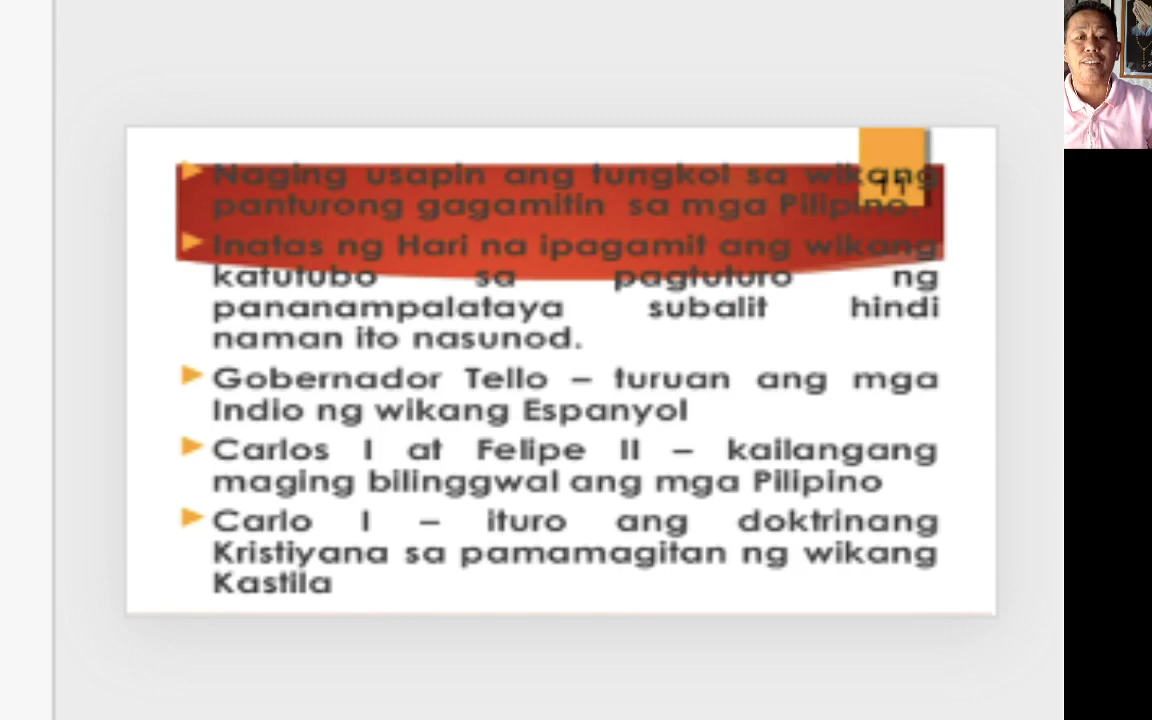 Naging usapin ang tungkol sa wikang
panturong gagamitin sa mga Pilipino.
Inatas ng Hari na ipagamit ang wikang
katutubo sa pagtuturo ng
pananampalataya subalit hindi
naman ito nasunod.
Gobernador Tello – turuan ang mga
Indio ng wikang Espanyol
Carlos I at Felipe II – kailangang
maging bilinggwal ang mga Pilipino
Carlo I – ituro ang doktrinang
Kristiyana sa pamamagitan ng wikang
Kastila